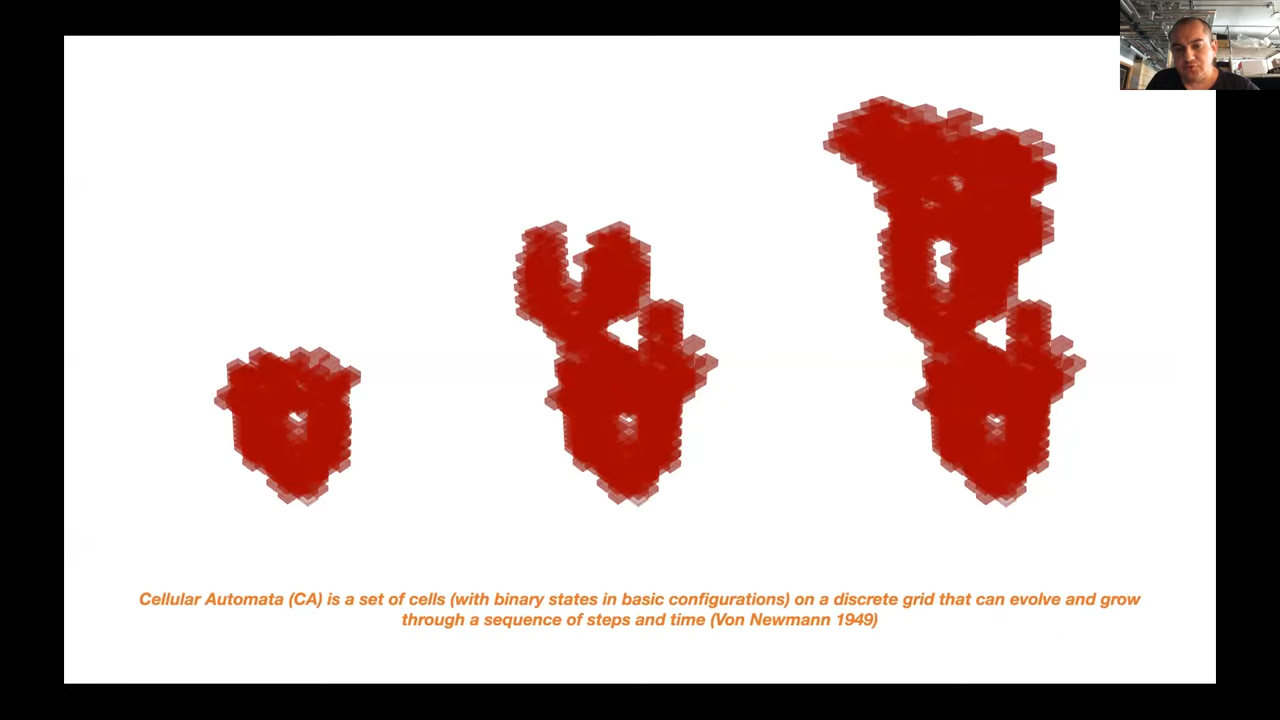 Cellular Automata (CA) is a set of cells (with binary states in basic configurations) on a discrete grid that can evolve and grow
through a sequence of steps and time (Von Newmann 1949)